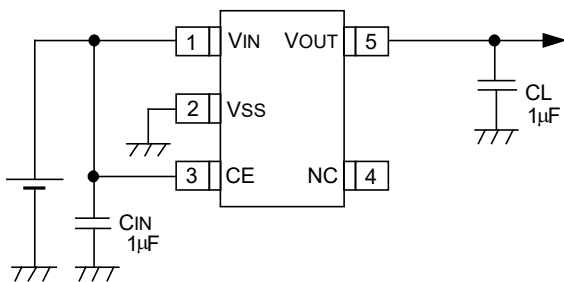 1 VIN VOUT 5
2 VSS
3 CE NC 4
CL
1μF
CIN
1μF